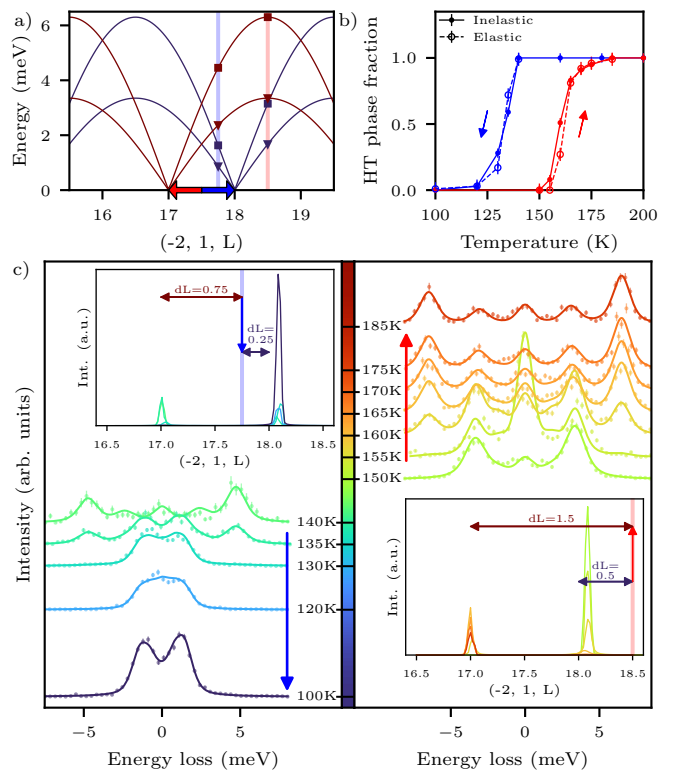 a)
Energy (meV)
6
4
2
0
16
17
18
19
(-2, 1, L)
b)
HT phase fraction
1.0
0.5
0.0
Inelastic
Elastic
100
125
150
175
200
Temperature (K)
c)
Intensity (arb. units)
Int. (a.u.)
dL=0.75
dL=
0.25
16.5
17.0
17.5
18.0
18.5
(-2, 1, L)
140K
135K
130K
120K
100K
−5
0
5
Energy loss (meV)
185K
175K
170K
165K
160K
155K
150K
Int. (a.u.)
dL=1.5
dL=
0.5
16.5
17.0
17.5
18.0
18.5
(-2, 1, L)
−5
0
5
Energy loss (meV)